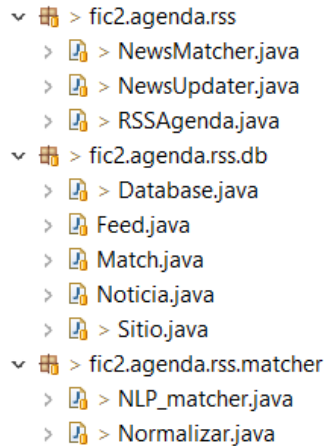 > fic2.agenda.rss
> NewsMatcher.java
> NewsUpdater.java
> RSSAgenda.java
> fic2.agenda.rss.db
> Database.java
Feed.java
Match.java
Noticia.java
> Sitio.java
> fic2.agenda.rss.matcher
> NLP_matcher.java
> Normalizar.java